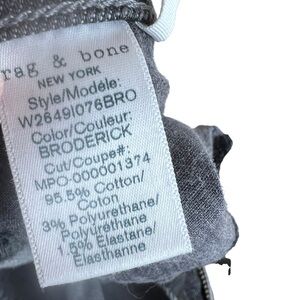 rag & bone
NEW YORK
Style/Modèle:
W2649I076BRO
Color/Couleur:
BRODERICK
Cut/Coupe#:
MPO-000001374
95.5% Cotton/
Coton
3% Polyurethane/
Polyuréthane/
1.5% Elastane/
Elasthanne